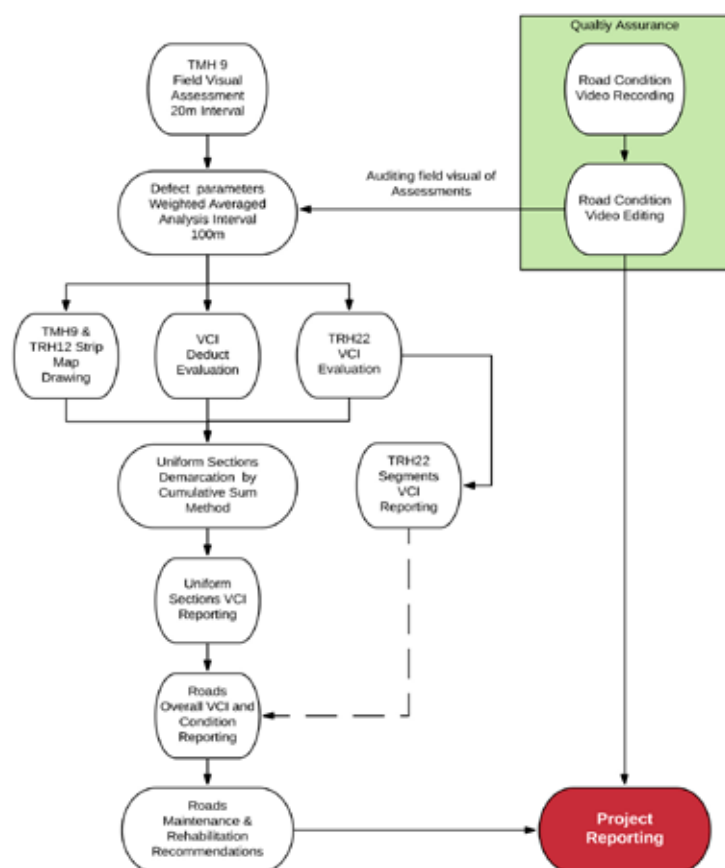 Qualtiy Assurance
TMH 9
Field Visual
Assessment
20m Interval
Road Condition
Video Recording
Defect parameters
Weighted Averaged
Analysis Interval
100m
Auditing field visual of
Assessments
Road Condition
Video Editing
TMH9 &
TRH12 Strip
Map
Drawing
VCI
Deduct
Evaluation
TRH22
VCI
Evaluation
Uniform Sections
Demarcation by
Cumulative Sum
Method
TRH22
Segments
VCI
Reporting
Uniform
Sections VCI
Reporting
Roads
Overall VCI and
Condition
Reporting
Roads
Maintenance &
Rehabilitation
Recommendations
Project
Reporting